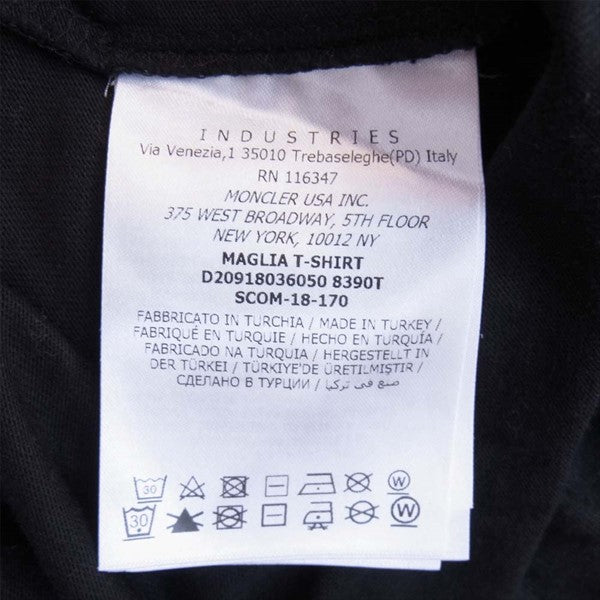 INDUSTRIES
Via Venezia,1 35010 Trebaseleghe(PD) Italy
RN 116347
MONCLER USA INC.
375 WEST BROADWAY, 5TH FLOOR
NEW YORK, 10012 NY
MAGLIA T-SHIRT
D20918036050 8390T
SCOM-18-170
FABBRICATO IN TURCHIA / MADE IN TURKEY /
FABRIQUÉ EN TURQUIE / HECHO EN TURQUÍA /
FABRICADO NA TURQUIA / HERGESTELLT IN
DER TÜRKEI / TÜRKIYE'DE ÜRETILMIŞTIR /
СДЕЛАНО В ТУРЦИИ / صنع في تركيا
30 W
30 W